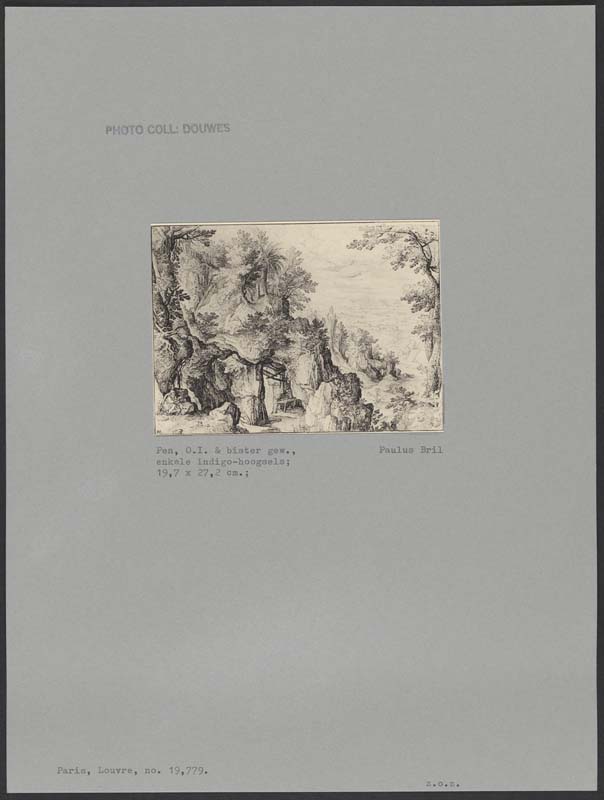 PHOTO COLL: DOUWES
Pen, O.I. & bister gew.,
enkele indigo-hoogsels;
19,7 x 27,2 cm.;
Paulus Bril
Paris, Louvre, no. 19,779.
z.o.z.